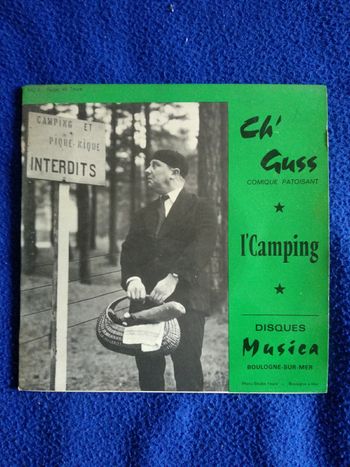 CAMPING ET
PIQUE-NIQUE
INTERDITS
Ch'
Guss
COMIQUE PATOISANT
l'Camping
DISQUES
Musica
BOULOGNE-SUR-MER